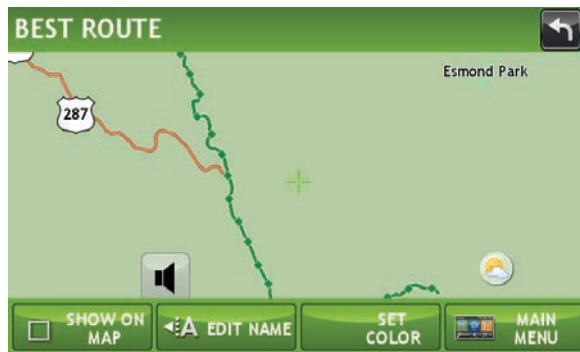 BEST ROUTE
Esmond Park
287
SHOW ON
MAP
A EDIT NAME
SET
COLOR
MAIN
MENU